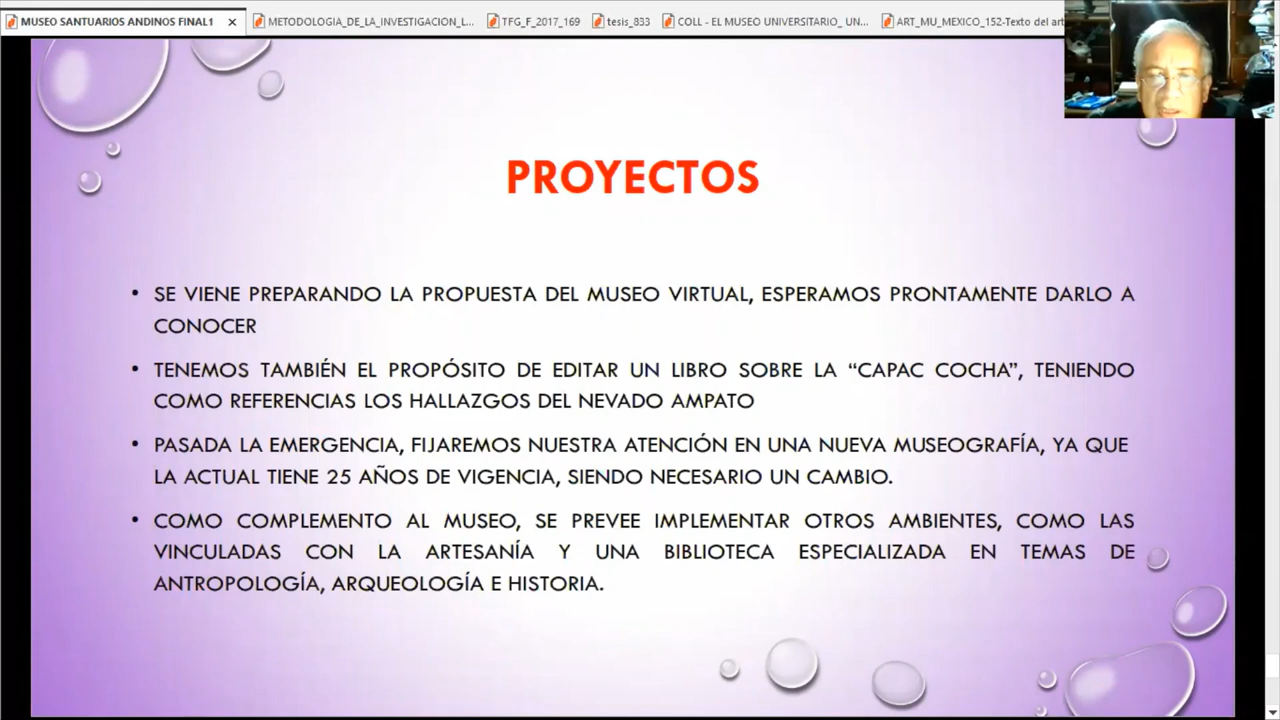 MUSEO SANTUARIOS ANDINOS FINAL1
METODOLOGIA_DE_LA_INVESTIGACION_L...
TFG_F_2017_169
tesis_833
COLL - EL MUSEO UNIVERSITARIO_ UN...
ART_MU_MEXICO_152-Texto del art
PROYECTOS
• SE VIENE PREPARANDO LA PROPUESTA DEL MUSEO VIRTUAL, ESPERAMOS PRONTAMENTE DARLO A
CONOCER
• TENEMOS TAMBIÉN EL PROPÓSITO DE EDITAR UN LIBRO SOBRE LA “CAPAC COCHA”, TENIENDO
COMO REFERENCIAS LOS HALLAZGOS DEL NEVADO AMPATO
• PASADA LA EMERGENCIA, FIJAREMOS NUESTRA ATENCIÓN EN UNA NUEVA MUSEOGRAFÍA, YA QUE
LA ACTUAL TIENE 25 AÑOS DE VIGENCIA, SIENDO NECESARIO UN CAMBIO.
• COMO COMPLEMENTO AL MUSEO, SE PREVEE IMPLEMENTAR OTROS AMBIENTES, COMO LAS
VINCULADAS CON LA ARTESANÍA Y UNA BIBLIOTECA ESPECIALIZADA EN TEMAS DE
ANTROPOLOGÍA, ARQUEOLOGÍA E HISTORIA.